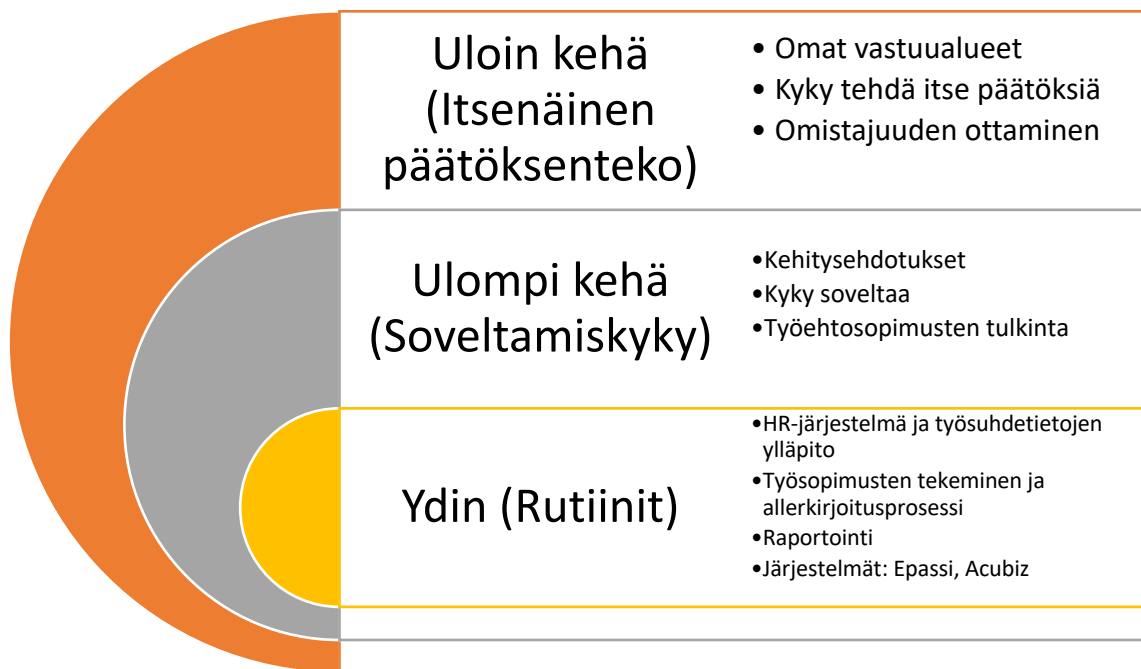 Uloin kehä
(Itsenäinen
päätöksenteko)
• Omat vastuualueet
• Kyky tehdä itse päätöksiä
• Omistajuuden ottaminen
Ulompi kehä
(Soveltamiskyky)
•Kehitysehdotukset
•Kyky soveltaa
•Työehtosopimusten tulkinta
Ydin (Rutiinit)
•HR-järjestelmä ja työsuhdetietojen
ylläpito
•Työsopimusten tekeminen ja
allerkirjoitusprosessi
•Raportointi
•Järjestelmät: Epassi, Acubiz